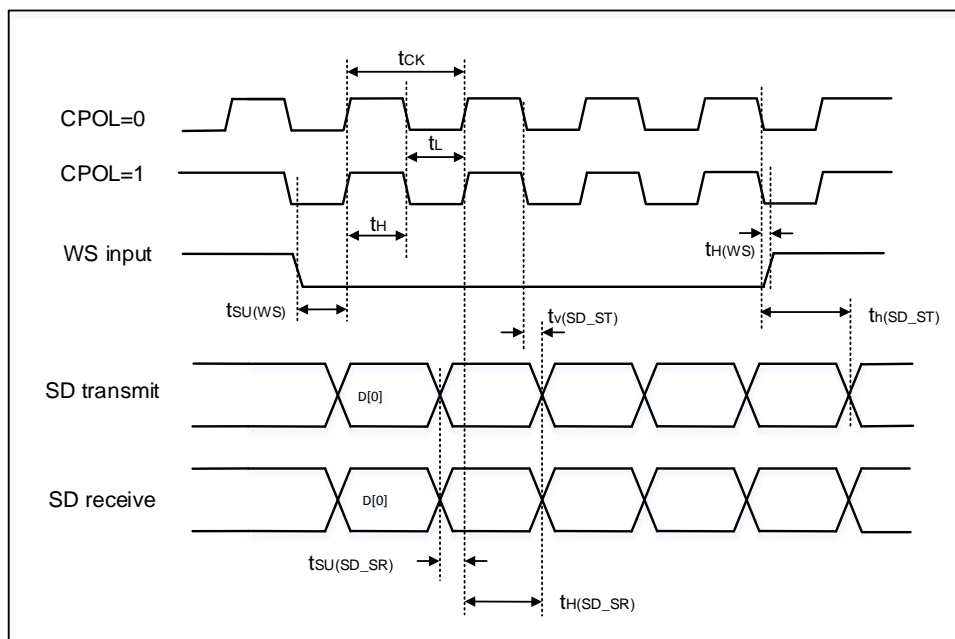 tCK
CPOL=0
tL
CPOL=1
tH
WS input
tH(WS)
tSU(WS)
tv(SD_ST)
th(SD_ST)
SD transmit
D[0]
SD receive
D[0]
tSU(SD_SR)
tH(SD_SR)